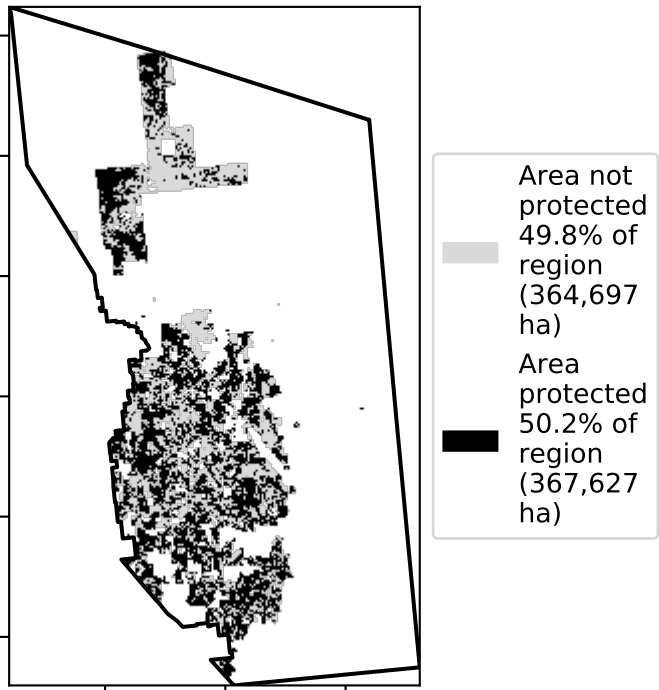 Area not
protected
49.8% of
region
(364,697
ha)
Area
protected
50.2% of
region
(367,627
ha)